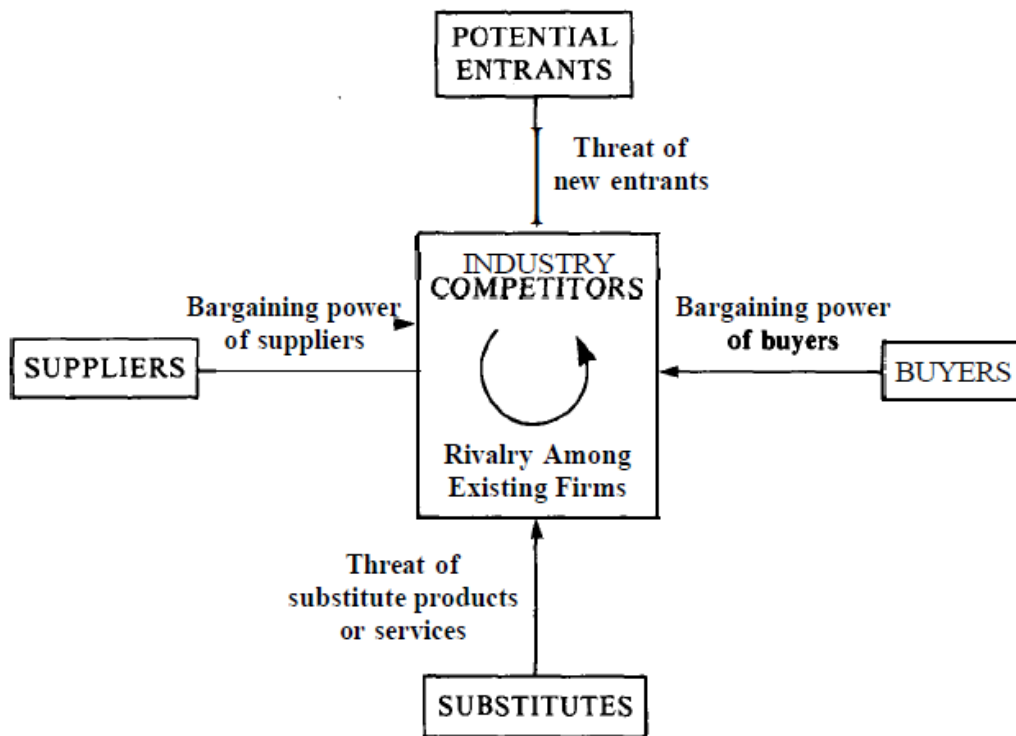 POTENTIAL
ENTRANTS
Threat of
new entrants
INDUSTRY
COMPETITORS
Bargaining power
of suppliers
Bargaining power
of buyers
SUPPLIERS
BUYERS
Rivalry Among
Existing Firms
Threat of
substitute products
or services
SUBSTITUTES